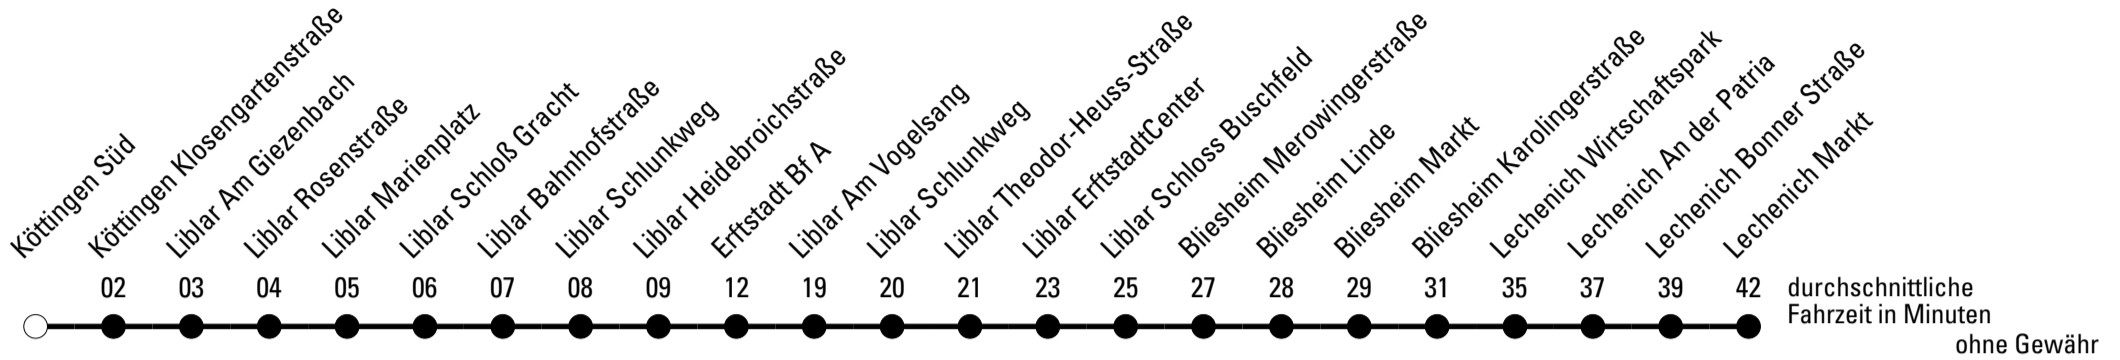 Köttingen Süd
Köttingen Klosengartenstraße
Liblar Am Giezenbach
Liblar Rosenstraße
Liblar Marienplatz
Liblar Schloß Gracht
Liblar Bahnhofstraße
Liblar Schlunkweg
Liblar Heidebroichstraße
Erftstadt Bf A
Liblar Am Vogelsang
Liblar Schlunkweg
Liblar Theodor-Heuss-Straße
Liblar ErftstadtCenter
Liblar Schloss Buschfeld
Bliesheim Merowingerstraße
Bliesheim Linde
Bliesheim Markt
Bliesheim Karolingerstraße
Lechenich Wirtschaftspark
Lechenich An der Patria
Lechenich Bonner Straße
Lechenich Markt
02 03 04 05 06 07 08 09 12 19 20 21 23 25 27 28 29 31 35 37 39 42 durchschnittliche
Fahrzeit in Minuten
ohne Gewähr